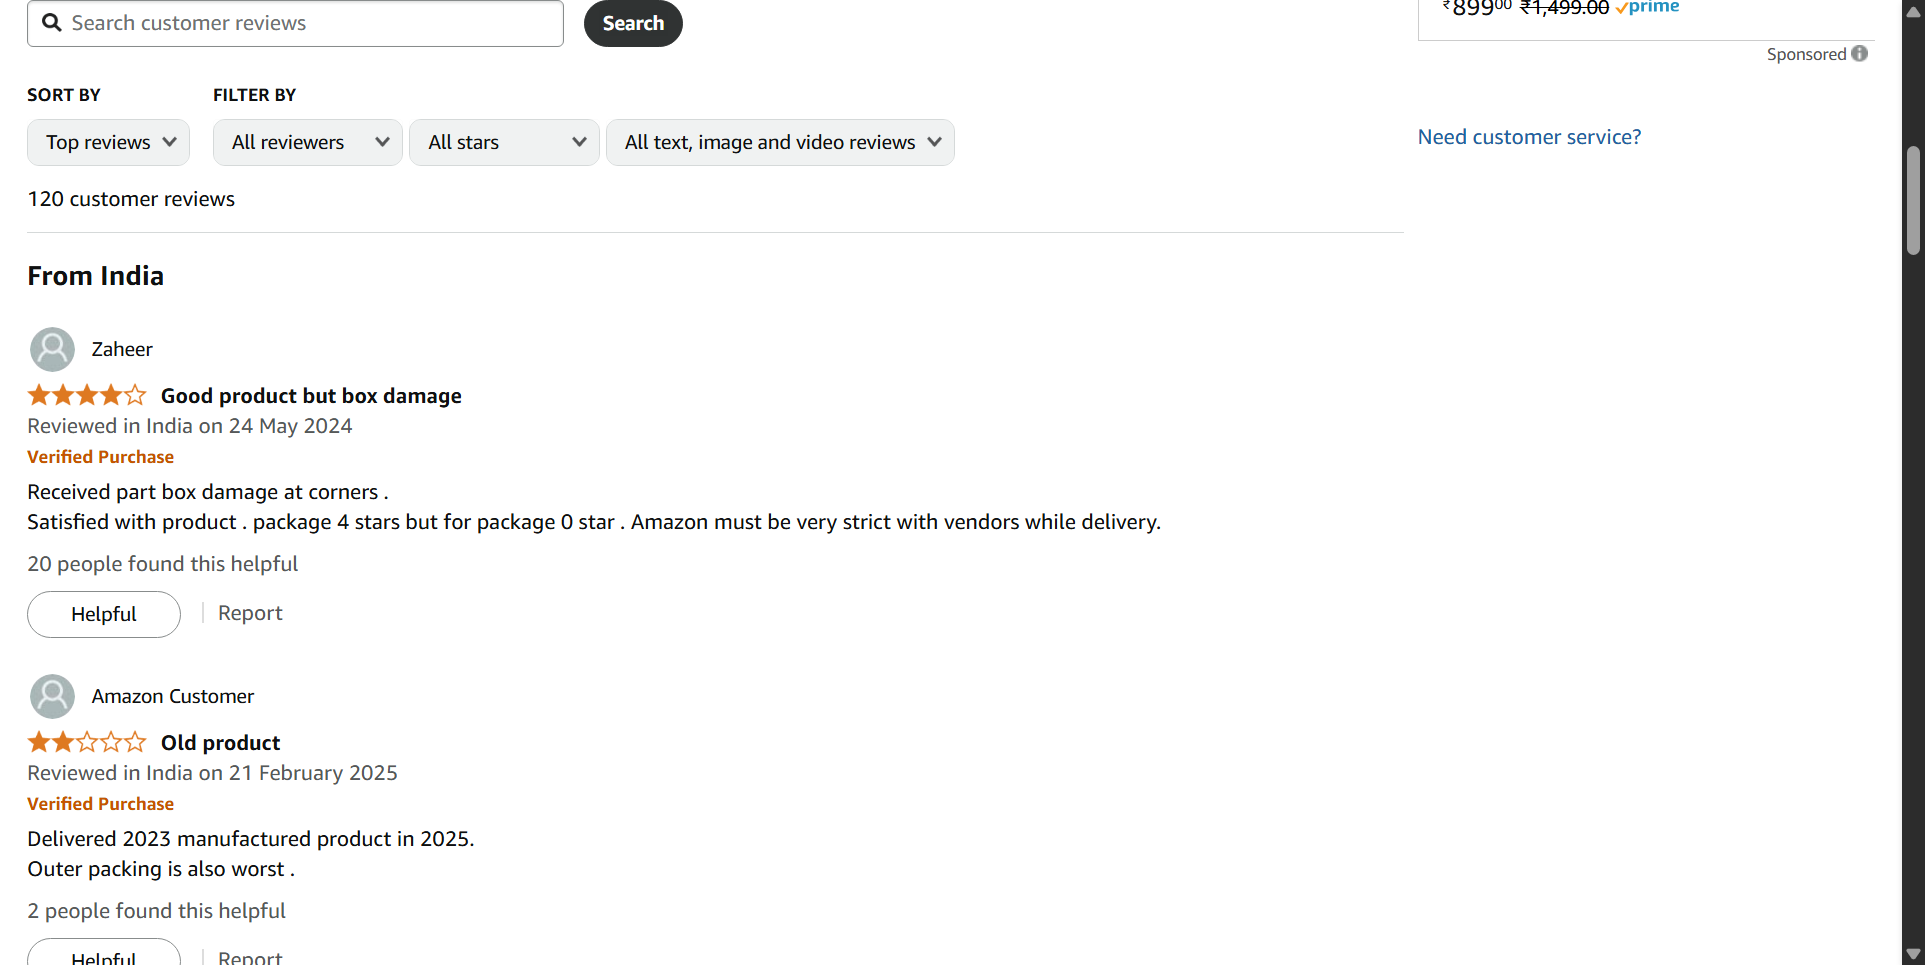 Search customer reviews
Search
SORT BY
FILTER BY
Top reviews
All reviewers
All stars
All text, image and video reviews
120 customer reviews
From India
Zaheer
Good product but box damage
Reviewed in India on 24 May 2024
Verified Purchase
Received part box damage at corners .
Satisfied with product . package 4 stars but for package 0 star . Amazon must be very strict with vendors while delivery.
20 people found this helpful
Helpful
Report
Amazon Customer
Old product
Reviewed in India on 21 February 2025
Verified Purchase
Delivered 2023 manufactured product in 2025.
Outer packing is also worst .
2 people found this helpful
Helpful
Report
₹89900 ₹1,499.00 prime
Sponsored
Need customer service?